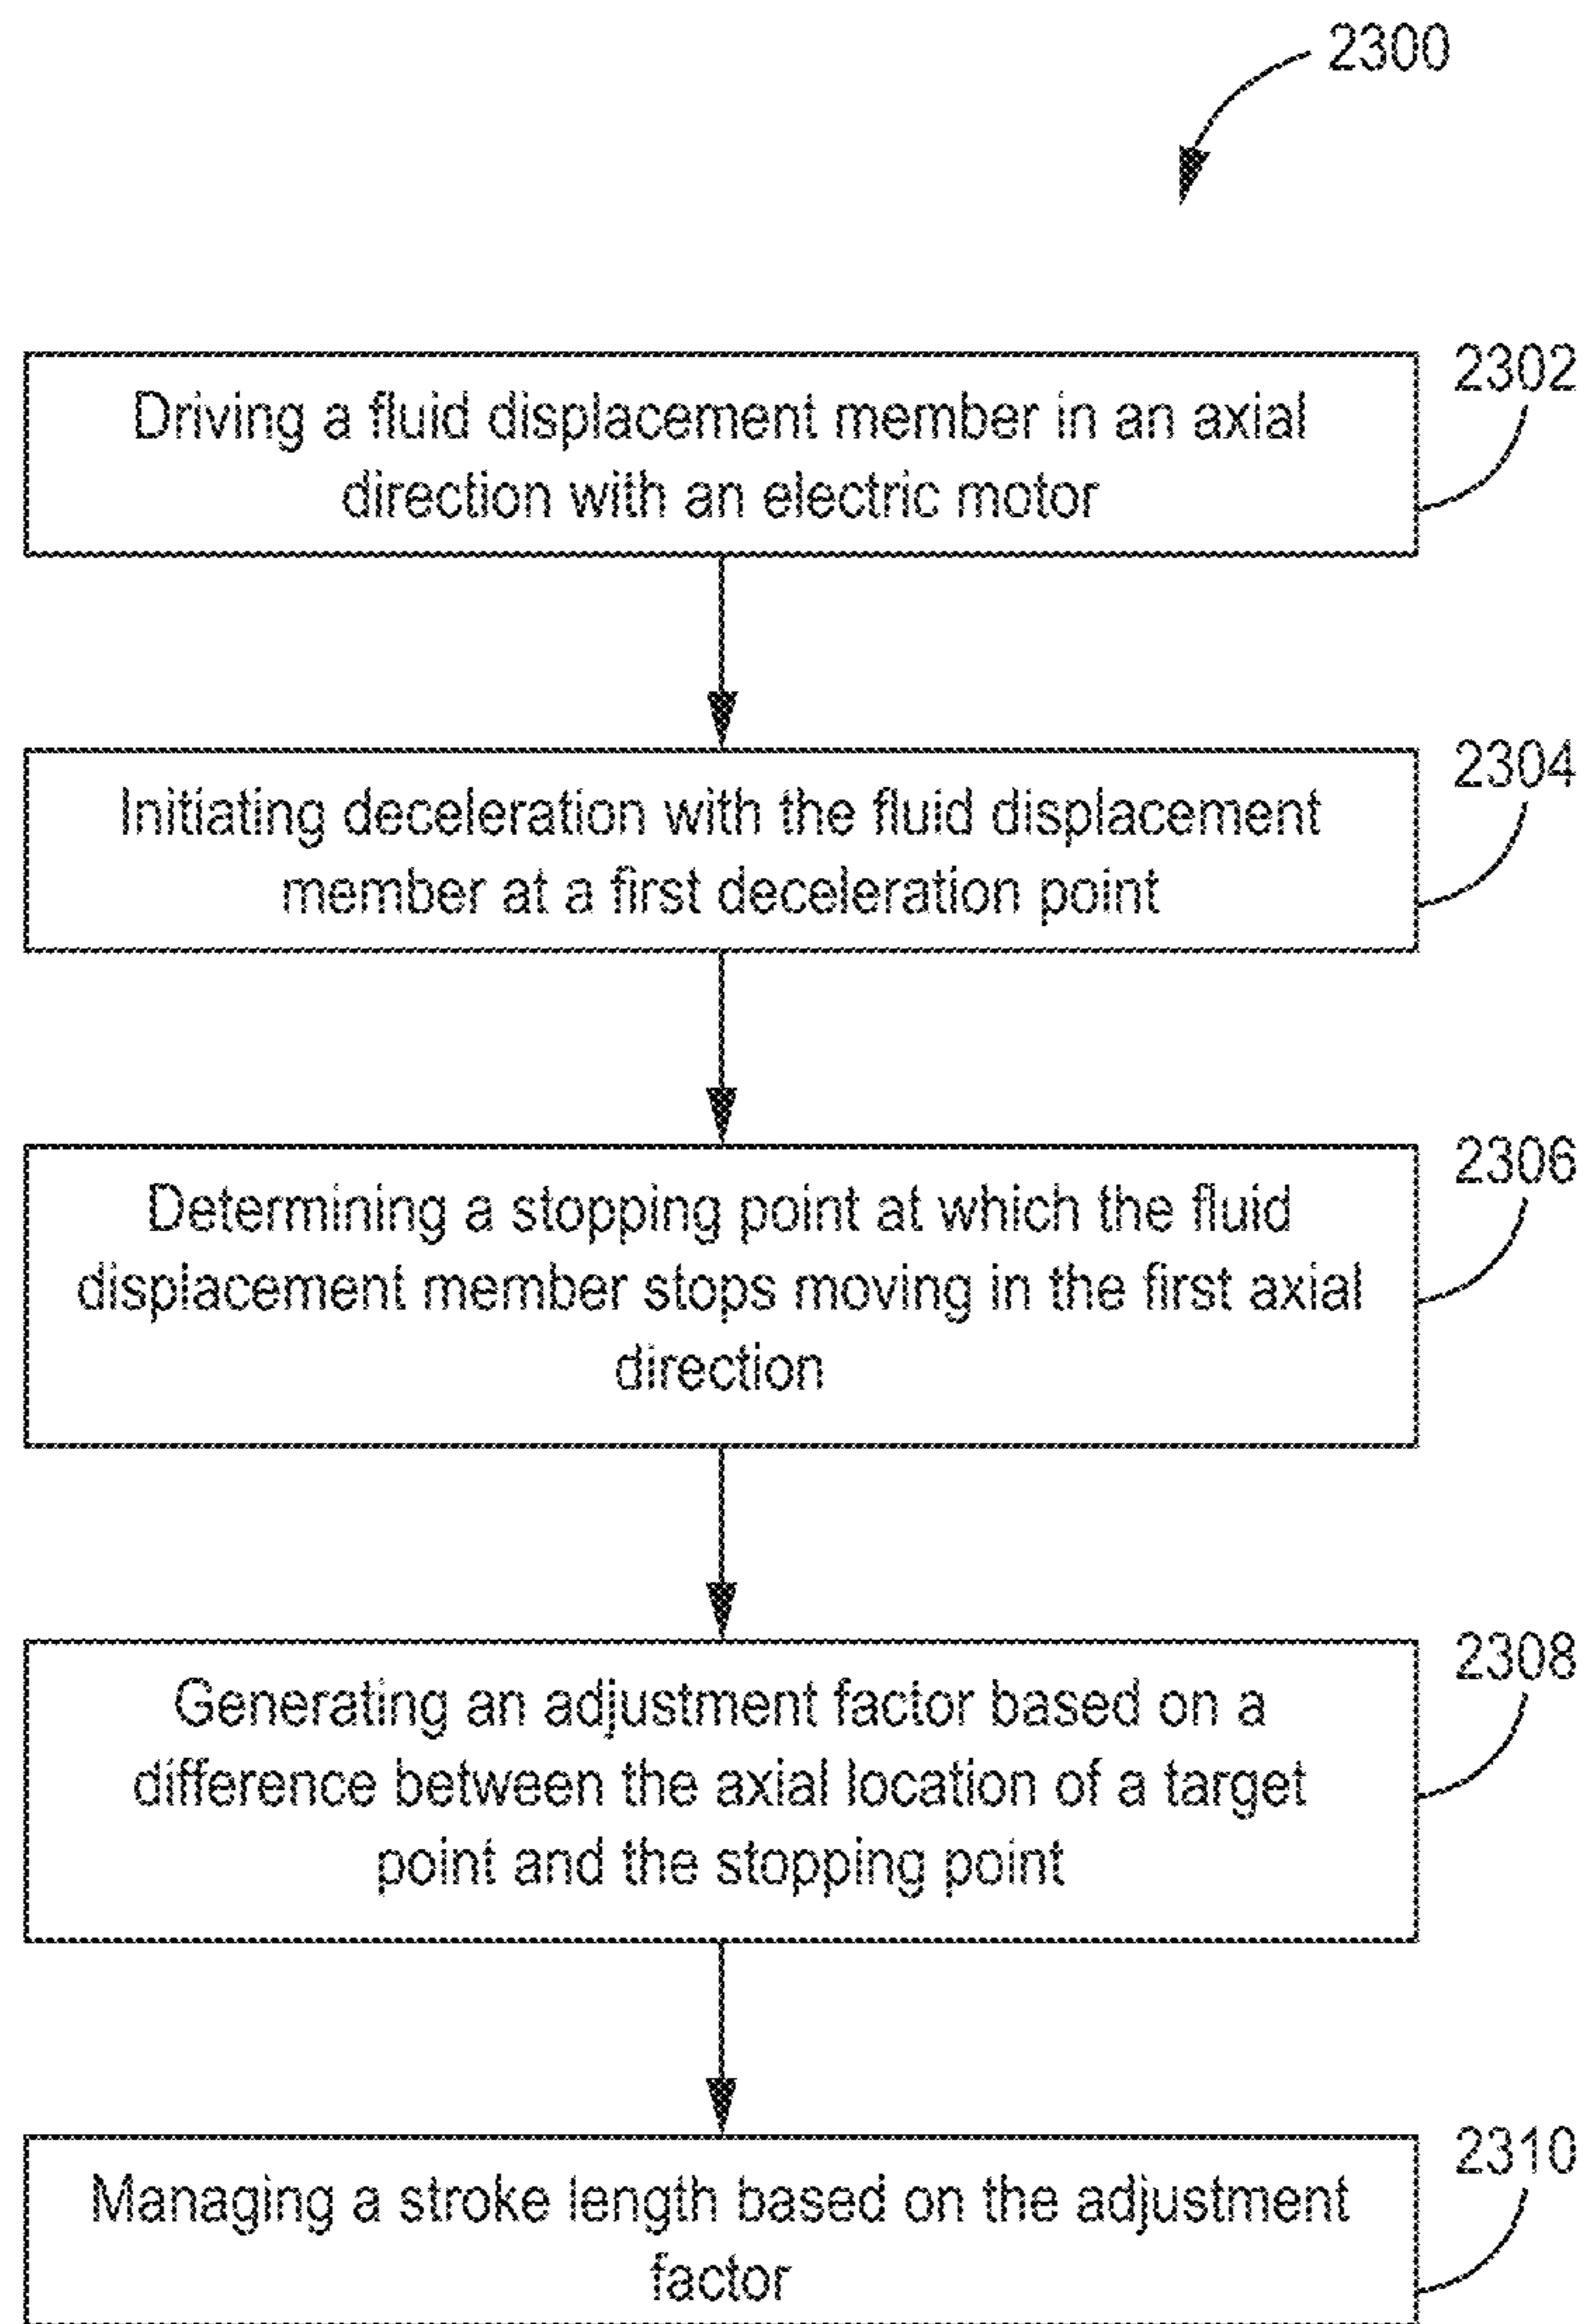 2300
2302
Driving a fluid displacement member in an axial
direction with an electric motor
2304
Initiating deceleration with the fluid displacement
member at a first deceleration point
2306
Determining a stopping point at which the fluid
displacement member stops moving in the first axial
direction
2308
Generating an adjustment factor based on a
difference between the axial location of a target
point and the stopping point
2310
Managing a stroke length based on the adjustment
factor